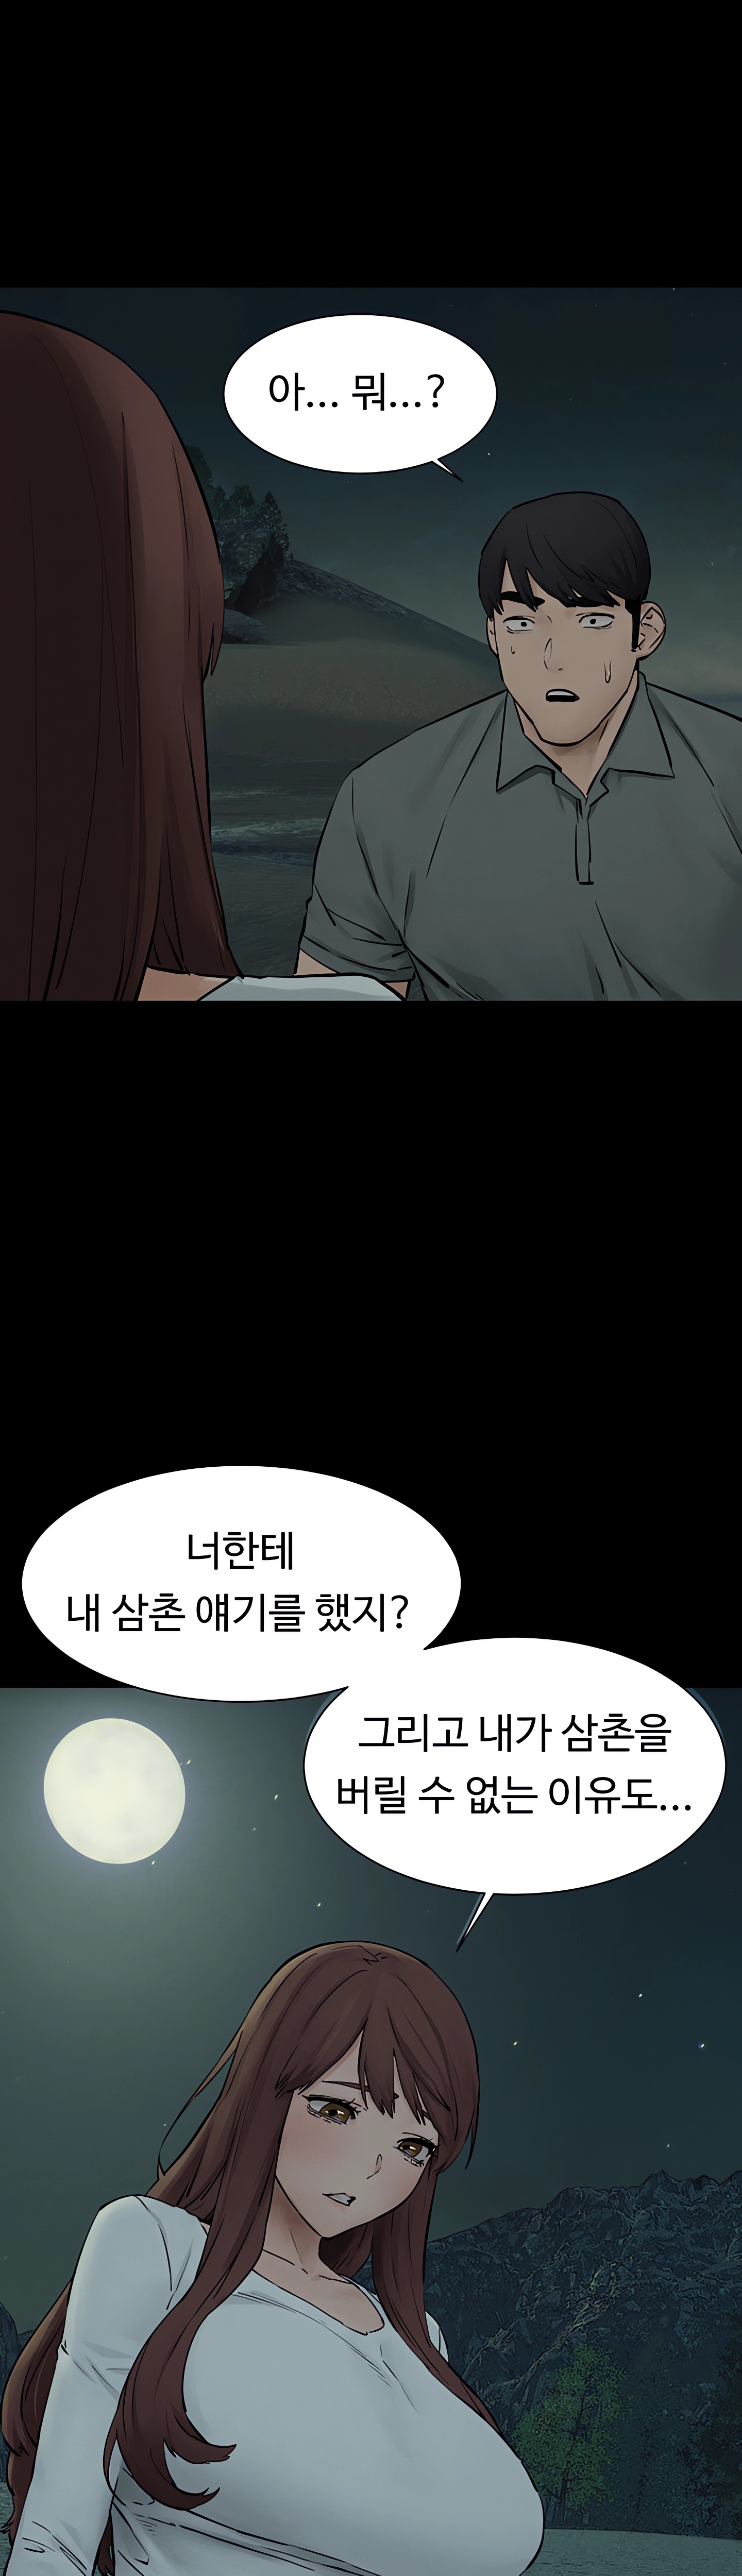 아... 뭐...?
너한테
내 삼촌 얘기를 했지?
그리고 내가 삼촌을
버릴 수 없는 이유도...